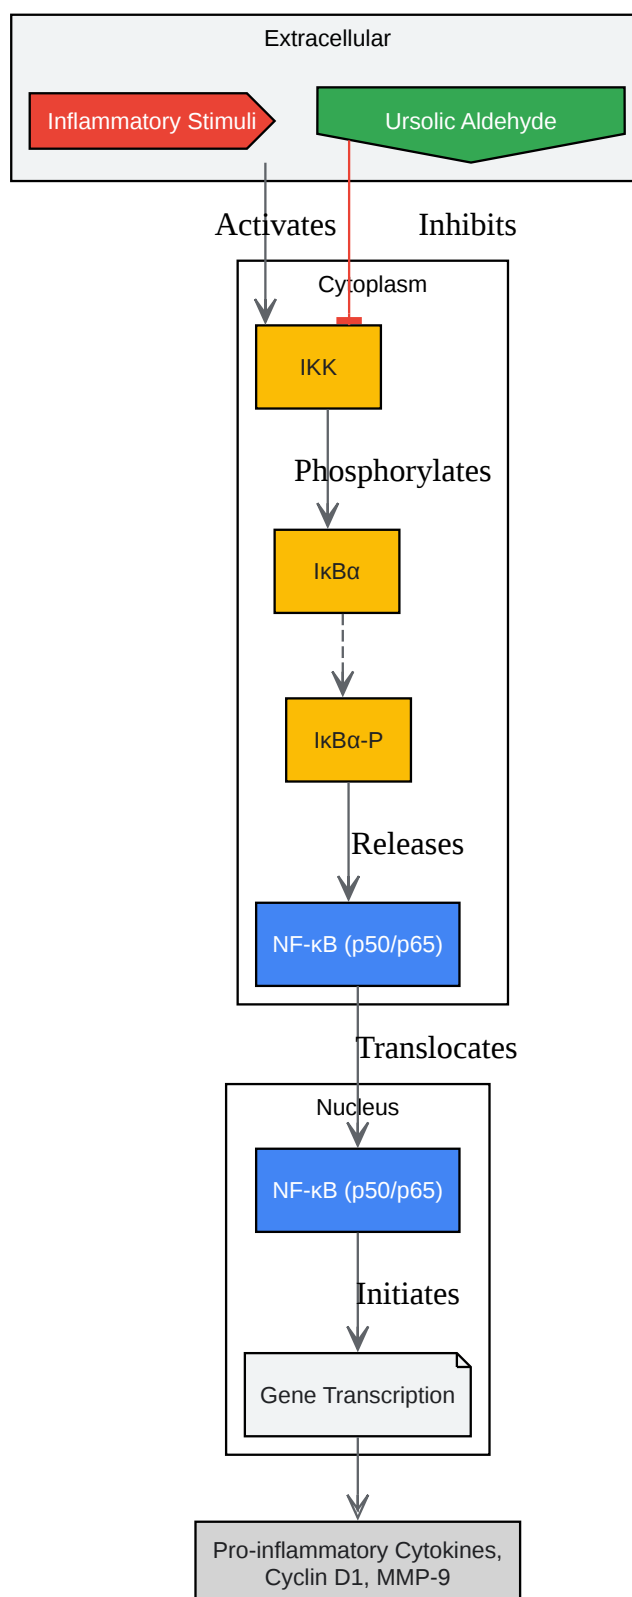 Extracellular
Inflammatory Stimuli
Ursolic Aldehyde
Activates
Inhibits
Cytoplasm
IKK
Phosphorylates
IκBα
IκBα-P
Releases
NF-κB (p50/p65)
Translocates
Nucleus
NF-κB (p50/p65)
Initiates
Gene Transcription
Pro-inflammatory Cytokines,
Cyclin D1, MMP-9